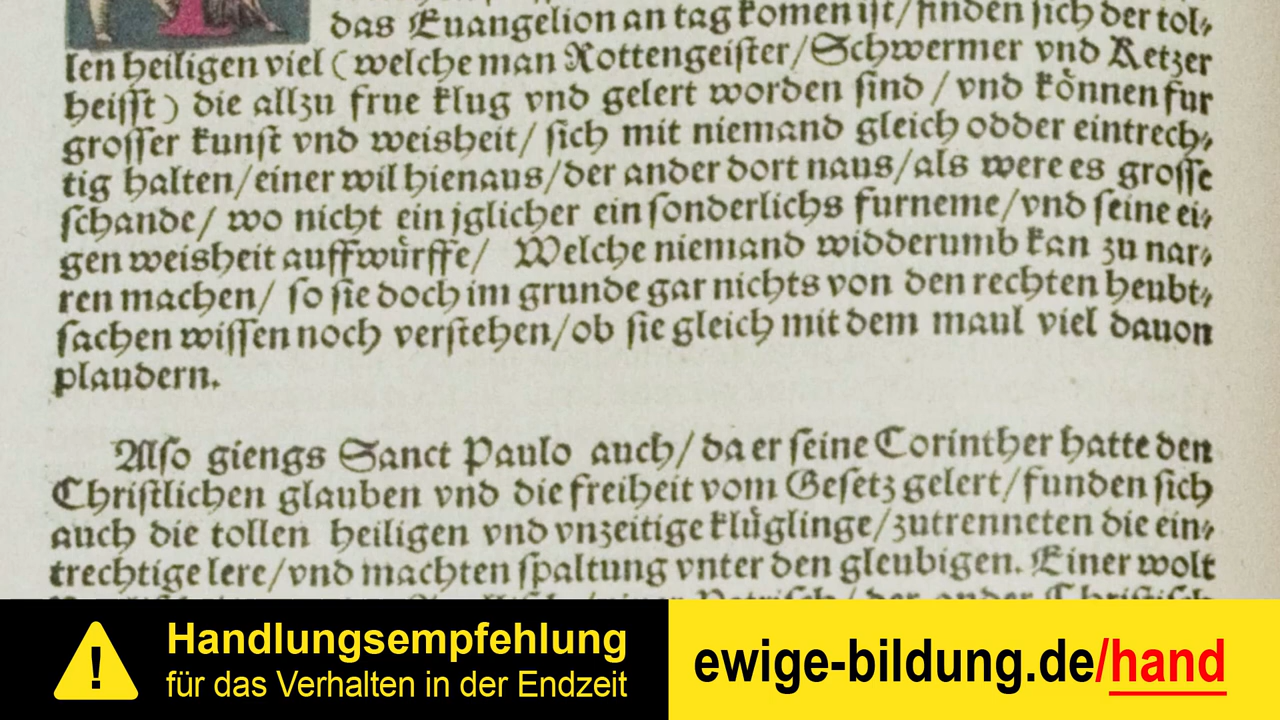 das Euangelion an tag komen ist/finden sich der tol⸗
len heiligen viel (welche man Rottengeister/Schwermer vnd Ketzer
heisst) die allzu frue klug vnd gelert worden sind/vnd können fur
grosser kunst vnd weisheit/sich mit niemand gleich odder eintrech⸗
tig halten/einer wil hienaus/der ander dort naus/als were es grosse
schande/wo nicht ein jglicher ein sonderlichs furneme/vnd seine ei⸗
gen weisheit auffwürffe/ Welche niemand widderumb kan zu nar⸗
ren machen/so sie doch im grunde gar nichts von den rechten heubt⸗
sachen wissen noch verstehen/ob sie gleich mit dem maul viel dauon
plaudern.
Also giengs Sanct Paulo auch/da er seine Corinther hatte den
Christlichen glauben vnd die freiheit vom Gesetz gelert/funden sich
auch die tollen heiligen vnd vnzeitige klüglinge/zutrenneten die ein⸗
trechtige lere/vnd machten spaltung vnter den gleubigen. Einer wolt
Handlungsempfehlung
für das Verhalten in der Endzeit
ewige-bildung.de/hand